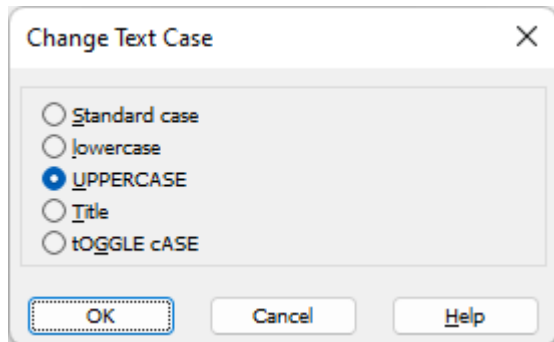 Change Text Case
Standard case
lowercase
UPPERCASE
Title
tOGGLE cASE
OK Cancel Help